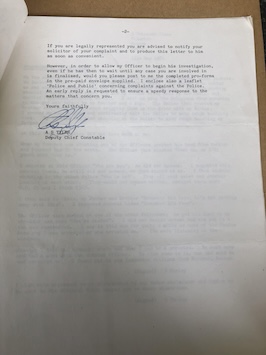 -2-
If you are legally represented you are advised to notify your
solicitor of your complaint and to produce this letter to him
as soon as convenient.
However, in order to allow my Officer to begin his investigation,
even if he has then to wait until any case you are involved in
is finalised, would you please post to me the completed pro-forma
in the pre-paid envelope supplied. I enclose also a leaflet
'Police and Public' concerning complaints against the Police.
An early reply is requested to ensure a speedy response to the
matters that concern you.
Yours faithfully
Deputy Chief Constable